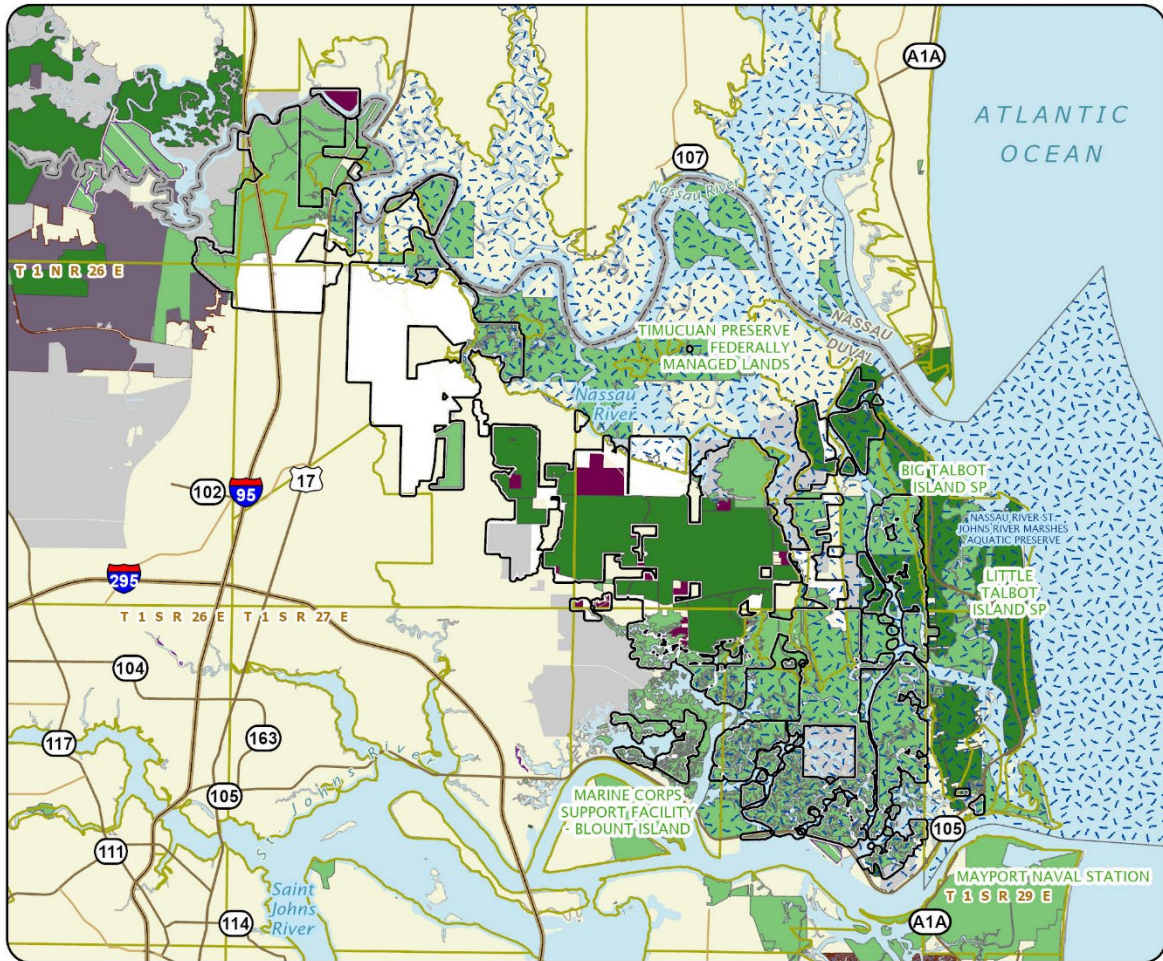 A1A
ATLANTIC
OCEAN
107
Nassau River
T 1 N R 26 E
NASSAU
DUVAL
TIMUCUAN PRESERVE
FEDERALLY
MANAGED LANDS
Nassau
River
17
102
95
BIG TALBOT
ISLAND SP
NASSAU RIVER ST.
JOHNS RIVER MARSHES
AQUATIC PRESERVE
295
LITTLE
TALBOT
ISLAND SP
T 1 S R 26 E
T 1 S R 27 E
104
163
117
105
St. Johns River
MARINE CORPS
SUPPORT FACILITY
- BLOUNT ISLAND
105
111
MAYPORT NAVAL STATION
T 1 S R 29 E
Saint
Johns
River
114
A1A